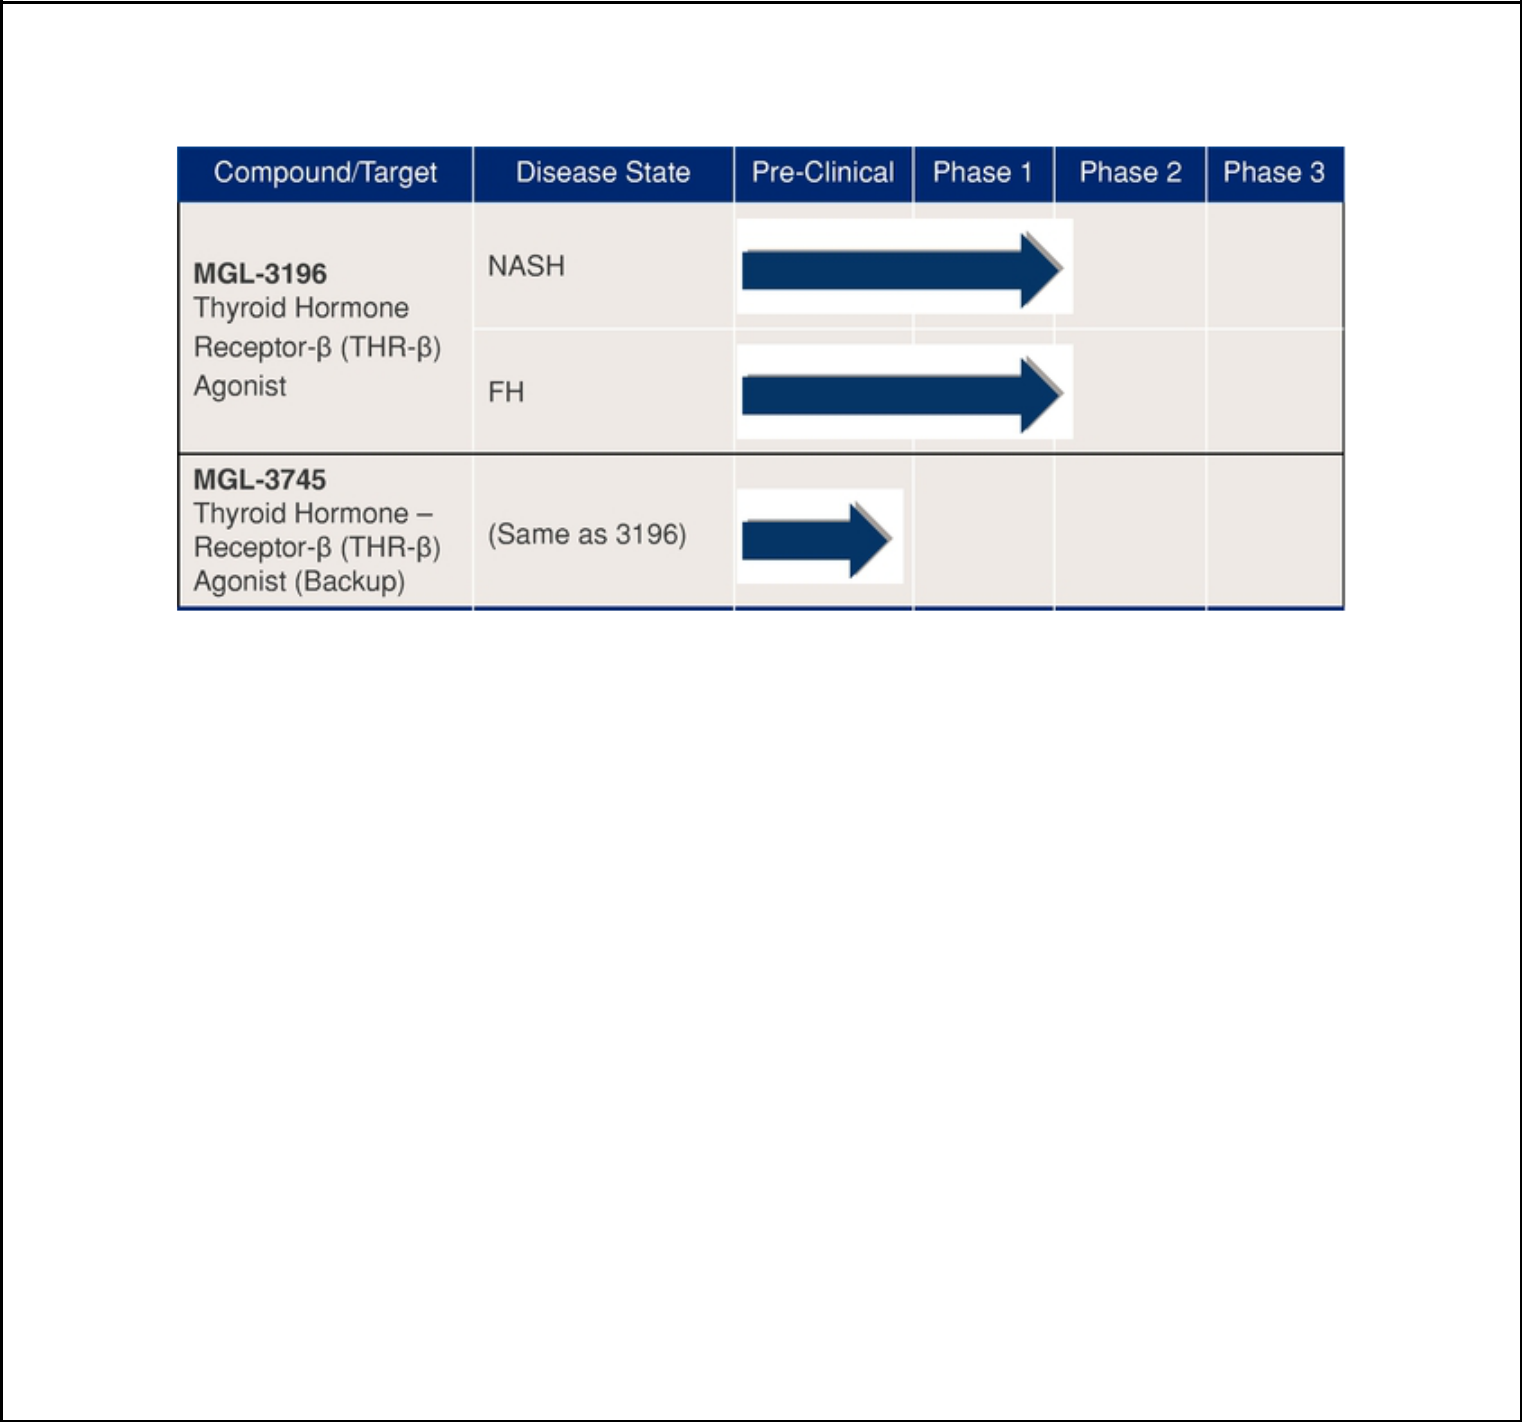 Compound/Target Disease State Pre-Clinical Phase 1 Phase 2 Phase 3
MGL-3196
Thyroid Hormone
Receptor-β (THR-β)
Agonist
NASH
FH
MGL-3745
Thyroid Hormone –
Receptor-β (THR-β)
Agonist (Backup)
(Same as 3196)